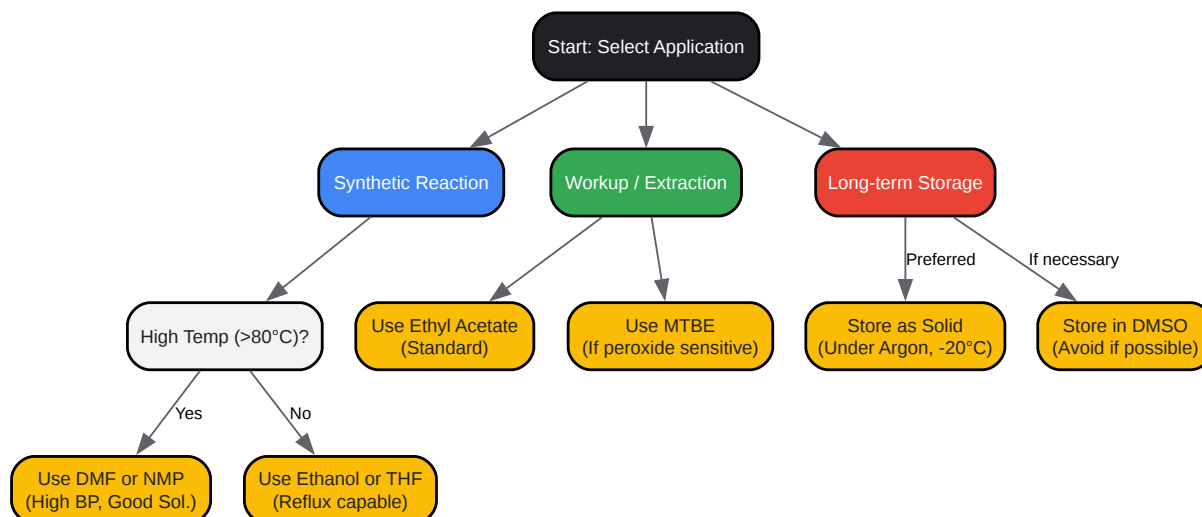 Start: Select Application
Synthetic Reaction
Workup / Extraction
Long-term Storage
Preferred
If necessary
High Temp (>80°C)?
Use Ethyl Acetate
(Standard)
Use MTBE
(If peroxide sensitive)
Store as Solid
(Under Argon, -20°C)
Store in DMSO
(Avoid if possible)
Yes
No
Use DMF or NMP
(High BP, Good Sol.)
Use Ethanol or THF
(Reflux capable)